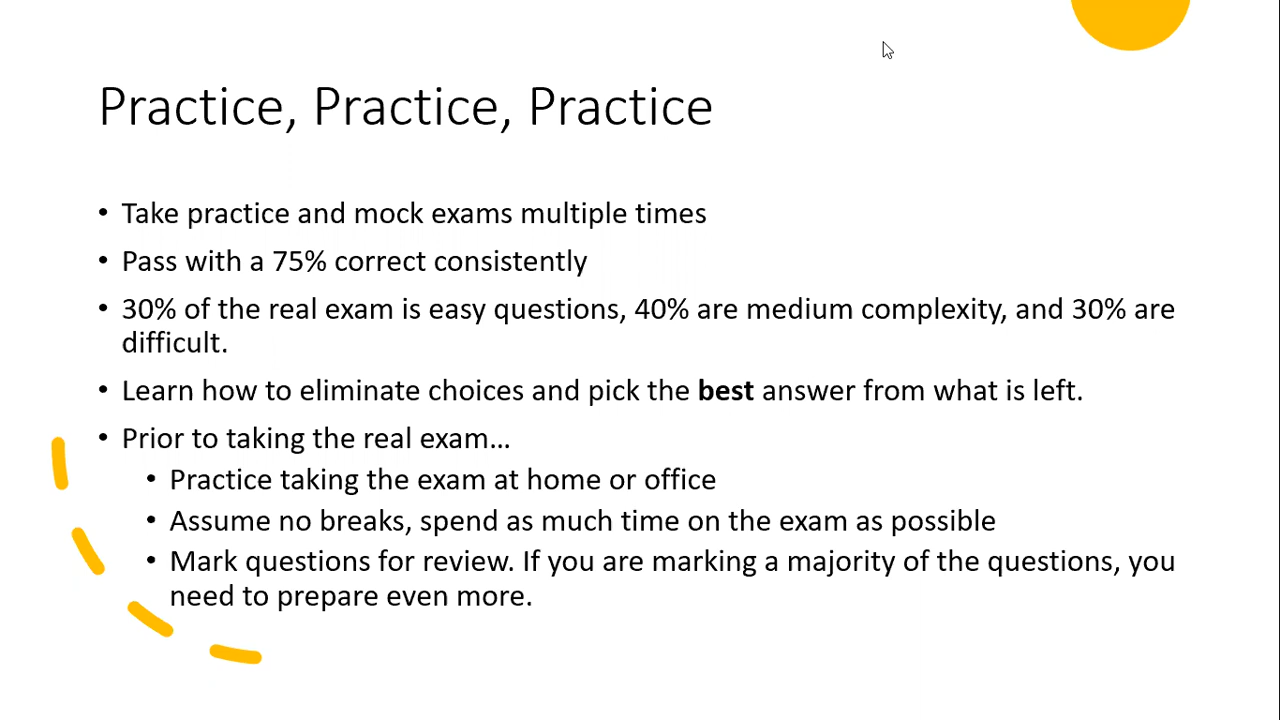 Practice, Practice, Practice
• Take practice and mock exams multiple times
• Pass with a 75% correct consistently
• 30% of the real exam is easy questions, 40% are medium complexity, and 30% are
difficult.
• Learn how to eliminate choices and pick the best answer from what is left.
• Prior to taking the real exam...
• Practice taking the exam at home or office
• Assume no breaks, spend as much time on the exam as possible
• Mark questions for review. If you are marking a majority of the questions, you
need to prepare even more.